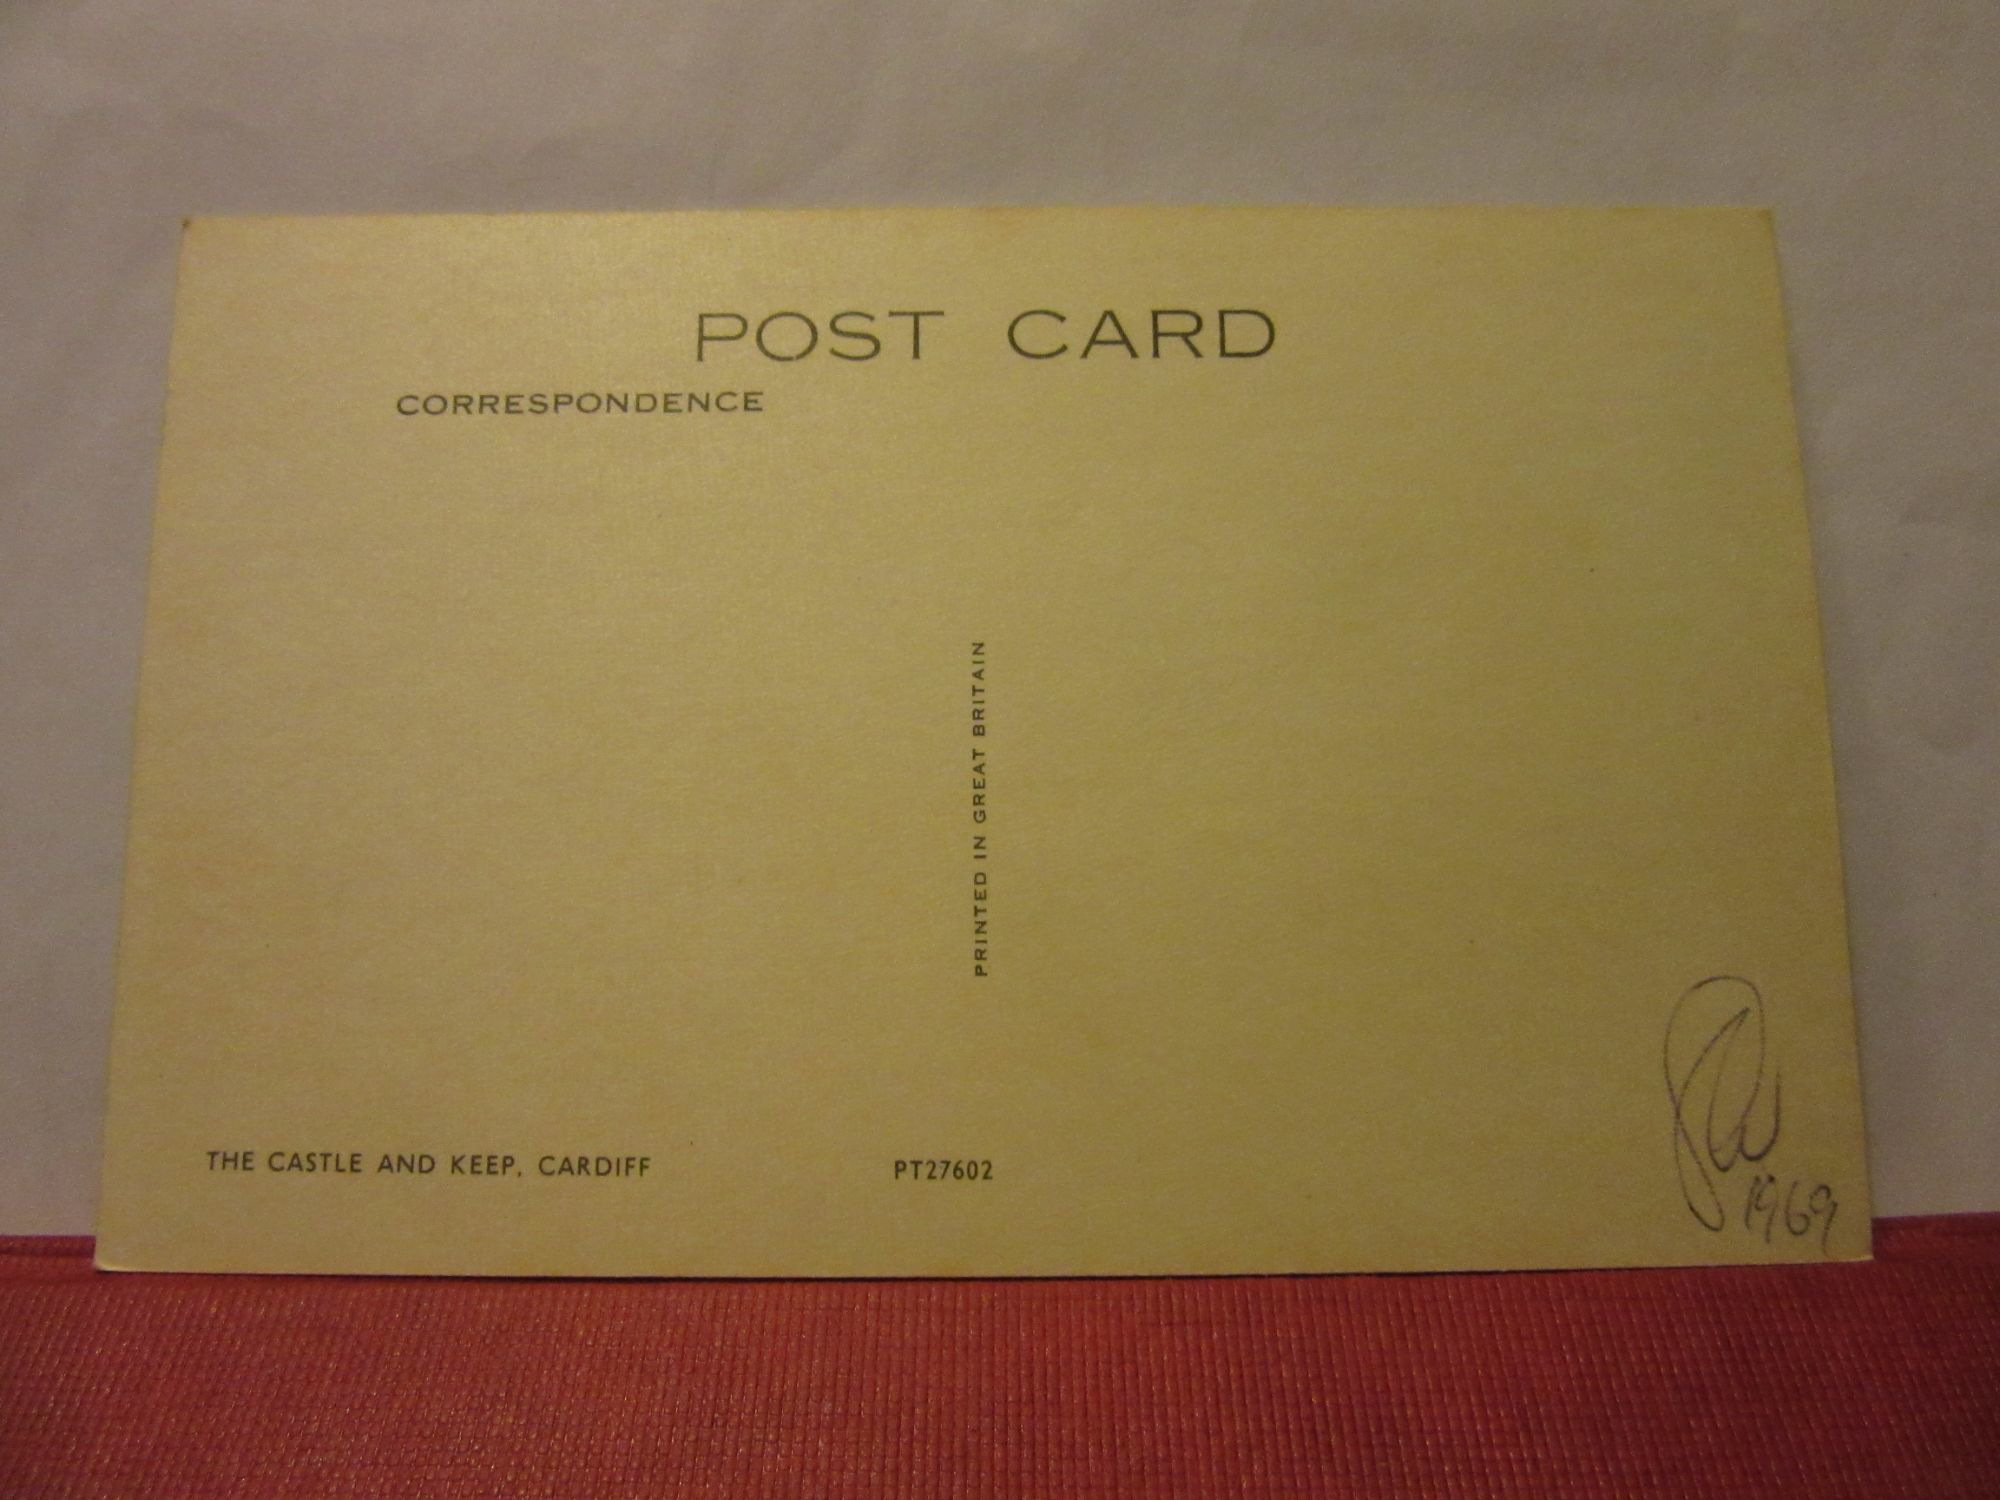 POST CARD
CORRESPONDENCE
PRINTED IN GREAT BRITAIN
THE CASTLE AND KEEP, CARDIFF
PT27602
1969